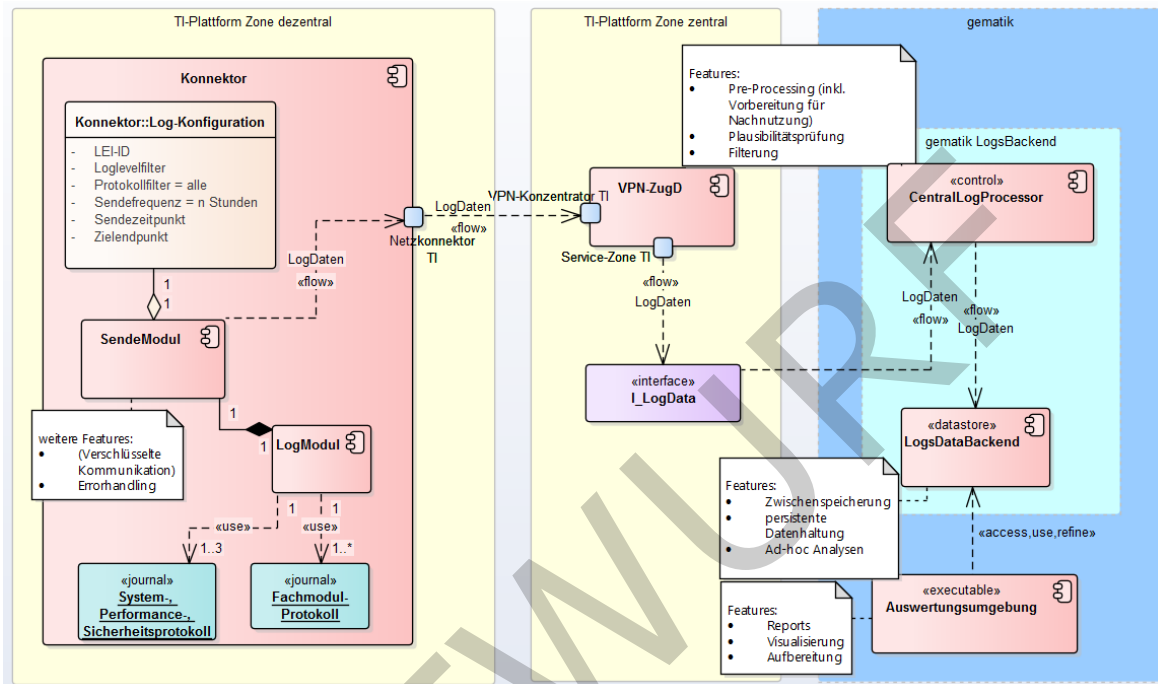 TI-Plattform Zone dezentral
Konnektor
Konnektor::Log-Konfiguration
- LEI-ID
- Loglevelfilter
- Protokollfilter = alle
- Sendefrequenz = n Stunden
- Sendezeitpunkt
- Zielendpunkt
1
1
SendeModul
LogDaten
«flow»
Netzkonnektor
TI
weitere Features:
• (Verschlüsselte
Kommunikation)
• Errorhandling
1
1
LogModul
1
1
«use»
«use»
1..3
1..*
«journal»
System-,
Performance-,
Sicherheitsprotokoll
«journal»
Fachmodul-
Protokoll
LogDaten
«flow»
TI-Plattform Zone zentral
VPN-Konzentrator TI
VPN-ZugD
Service-Zone TI
«flow»
LogDaten
«interface»
I_LogData
gematik
Features:
• Pre-Processing (inkl.
Vorbereitung für
Nachnutzung)
• Plausibilitätsprüfung
• Filterung
gematik LogsBackend
«control»
CentralLogProcessor
LogDaten
«flow»
«flow»
LogDaten
«datastore»
LogsDataBackend
Features:
• Zwischenspeicherung
• persistente
Datenhaltung
• Ad-hoc Analysen
«access,use,refine»
«executable»
Auswertungsumgebung
Features:
• Reports
• Visualisierung
• Aufbereitung
TWURF